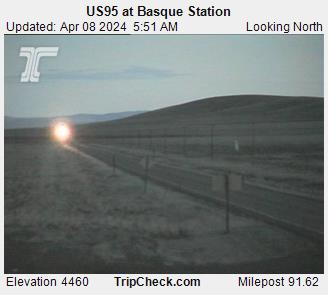 US95 at Basque Station
Updated: Apr 08 2024 5:51 AM Looking North
Elevation 4460 TripCheck.com Milepost 91.62